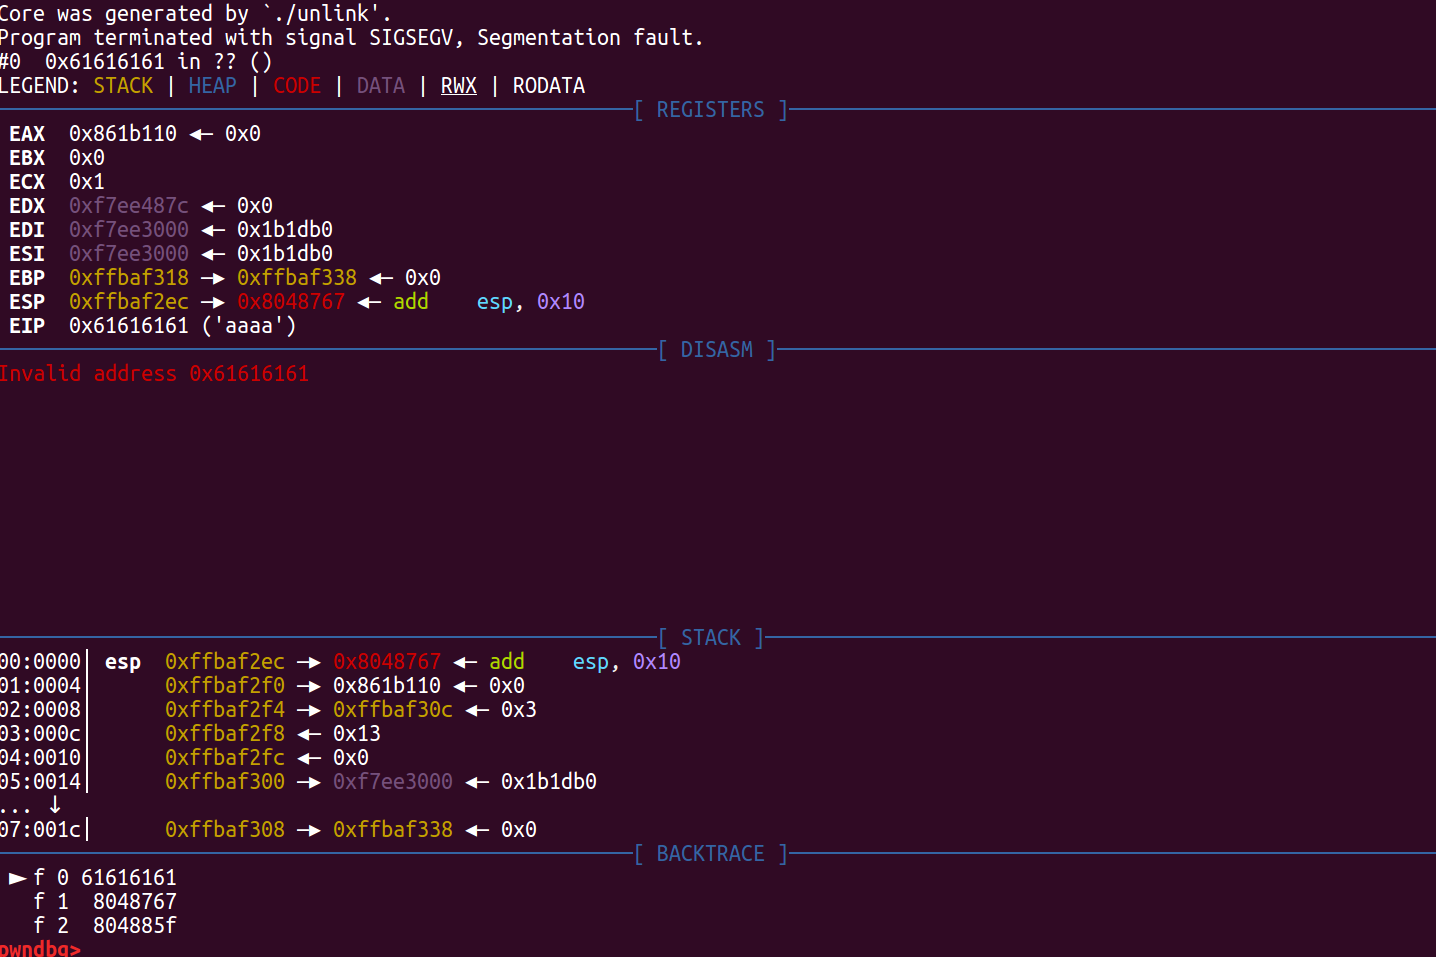 Core was generated by `./unlink'.
Program terminated with signal SIGSEGV, Segmentation fault.
#0  0x61616161 in ?? ()
LEGEND: STACK | HEAP | CODE | DATA | RWX | RODATA
[ REGISTERS ]
EAX  0x861b110 ◂— 0x0
EBX  0x0
ECX  0x1
EDX  0xf7ee487c ◂— 0x0
EDI  0xf7ee3000 ◂— 0x1b1db0
ESI  0xf7ee3000 ◂— 0x1b1db0
EBP  0xffbaf318 —▸ 0xffbaf338 ◂— 0x0
ESP  0xffbaf2ec —▸ 0x8048767 ◂— add    esp, 0x10
EIP  0x61616161 ('aaaa')
[ DISASM ]
Invalid address 0x61616161
[ STACK ]
00:0000│ esp  0xffbaf2ec —▸ 0x8048767 ◂— add    esp, 0x10
01:0004│      0xffbaf2f0 —▸ 0x861b110 ◂— 0x0
02:0008│      0xffbaf2f4 —▸ 0xffbaf30c ◂— 0x3
03:000c│      0xffbaf2f8 ◂— 0x13
04:0010│      0xffbaf2fc ◂— 0x0
05:0014│      0xffbaf300 —▸ 0xf7ee3000 ◂— 0x1b1db0
... ↓
07:001c│      0xffbaf308 —▸ 0xffbaf338 ◂— 0x0
[ BACKTRACE ]
► f 0 61616161
f 1  8048767
f 2  804885f
pwndbg>